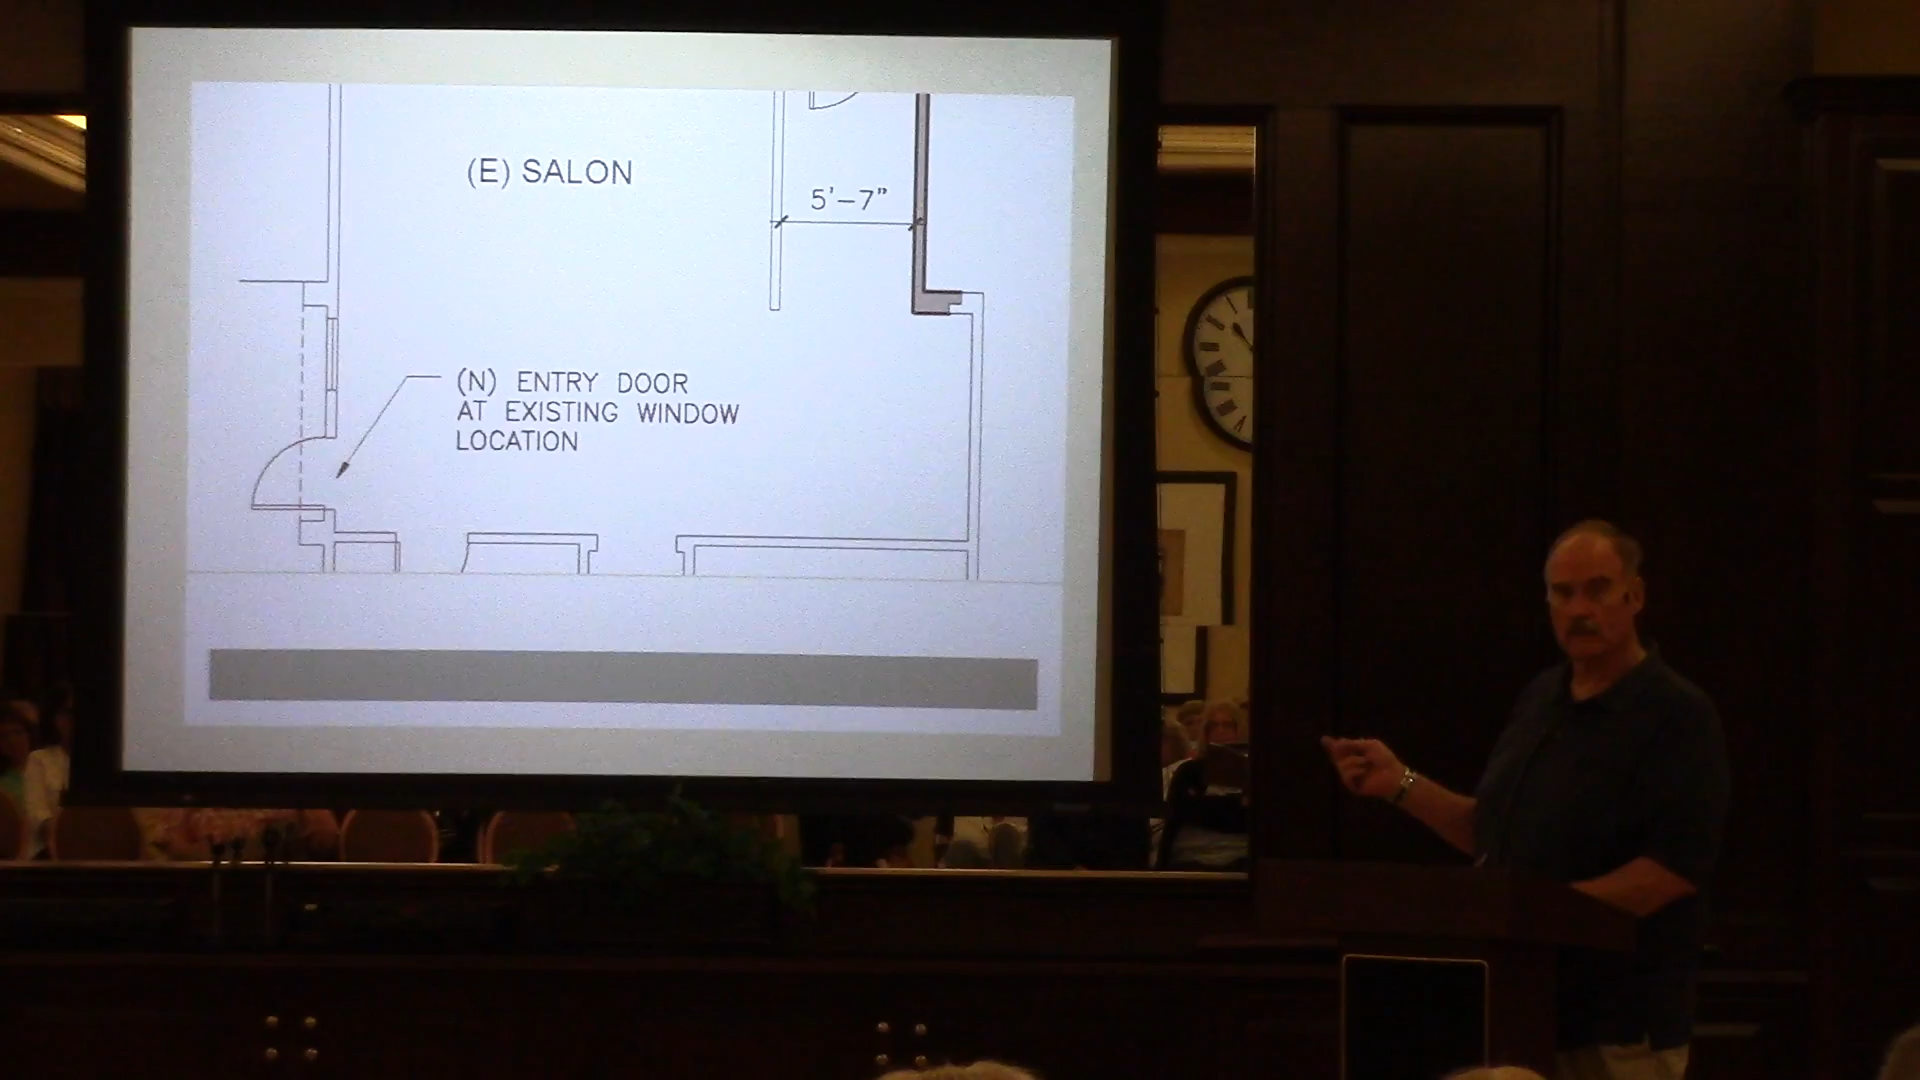 (E) SALON
5'-7"
(N) ENTRY DOOR
AT EXISTING WINDOW
LOCATION